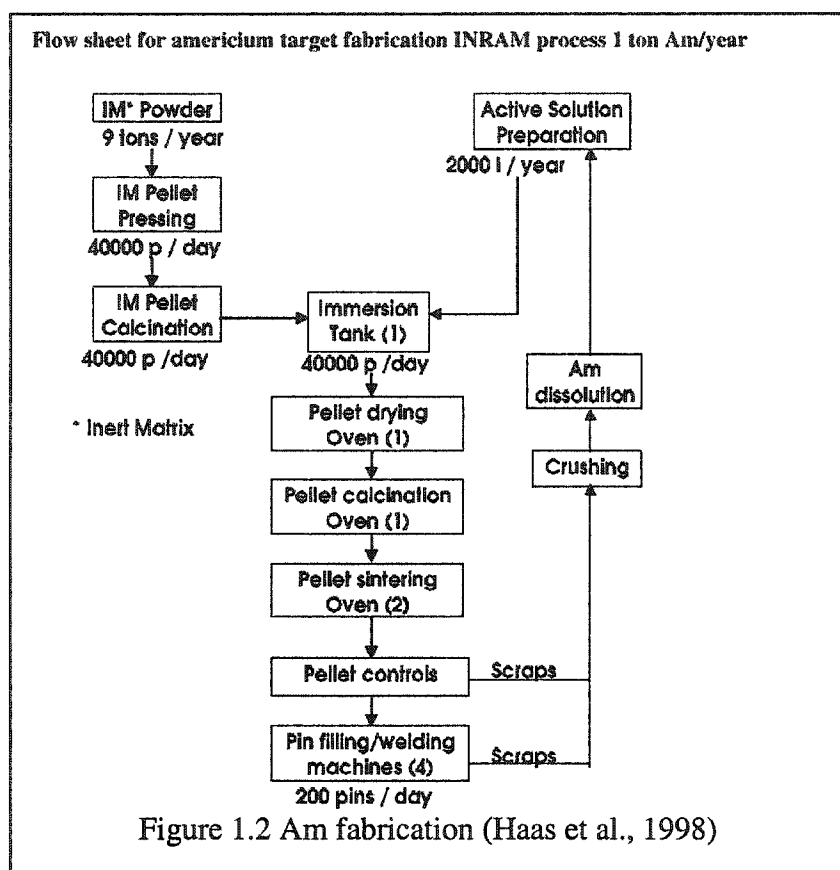 Flow sheet for americium target fabrication INRAM process 1 ton Am/year
IM* Powder
9 tons / year
IM Pellet
Pressing
40000 p / day
IM Pellet
Calcination
40000 p /day
* Inert Matrix
Active Solution
Preparation
2000 l / year
Immersion
Tank (1)
40000 p /day
Pellet drying
Oven (1)
Pellet calcination
Oven (1)
Pellet sintering
Oven (2)
Pellet controls
Scraps
Pin filling/welding
machines (4)
Scraps
200 pins / day
Am
dissolution
Crushing
Figure 1.2 Am fabrication (Haas et al., 1998)